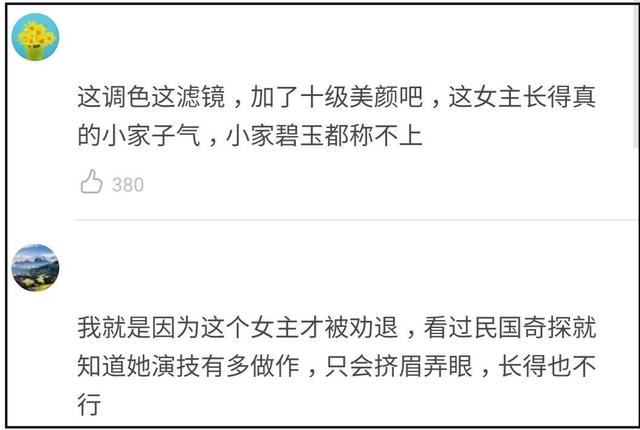 这调色这滤镜，加了十级美颜吧，这女主长得真
的小家子气，小家碧玉都称不上
380
我就是因为这个女主才被劝退，看过民国奇探就
知道她演技有多做作，只会挤眉弄眼，长得也不
行